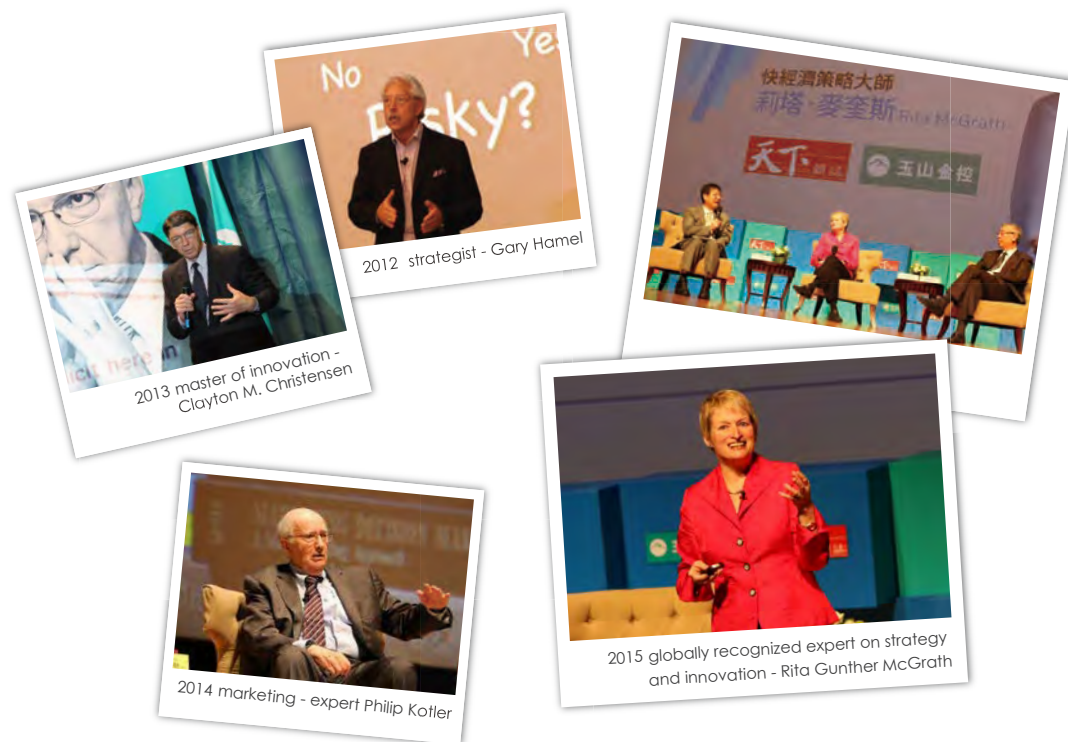 No
Yes
Risky?
2012 strategist - Gary Hamel
快經濟策略大師
莉塔·麥奎斯 Rita McGrath
天下雜誌
玉山金控
2013 master of innovation -
Clayton M. Christensen
2014 marketing - expert Philip Kotler
2015 globally recognized expert on strategy
and innovation - Rita Gunther McGrath